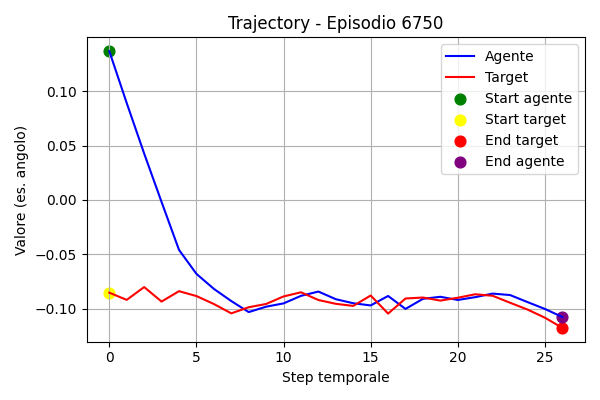 Trajectory - Episodio 6750
Agente
Target
Start agente
Start target
End target
End agente
Valore (es. angolo)
0.10
0.05
0.00
−0.05
−0.10
0 5 10 15 20 25
Step temporale